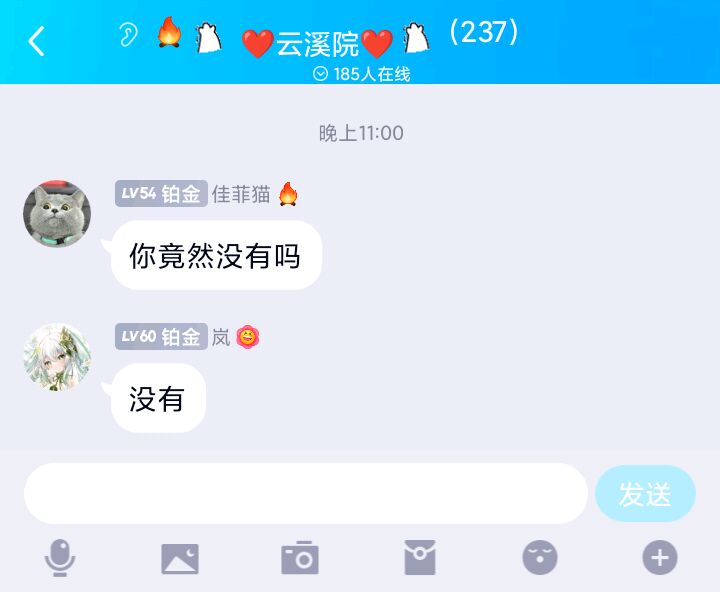 ❤️云溪院❤️ (237)
185人在线
晚上11:00
LV54 铂金 佳菲猫
你竟然没有吗
LV60 铂金 岚
没有
发送